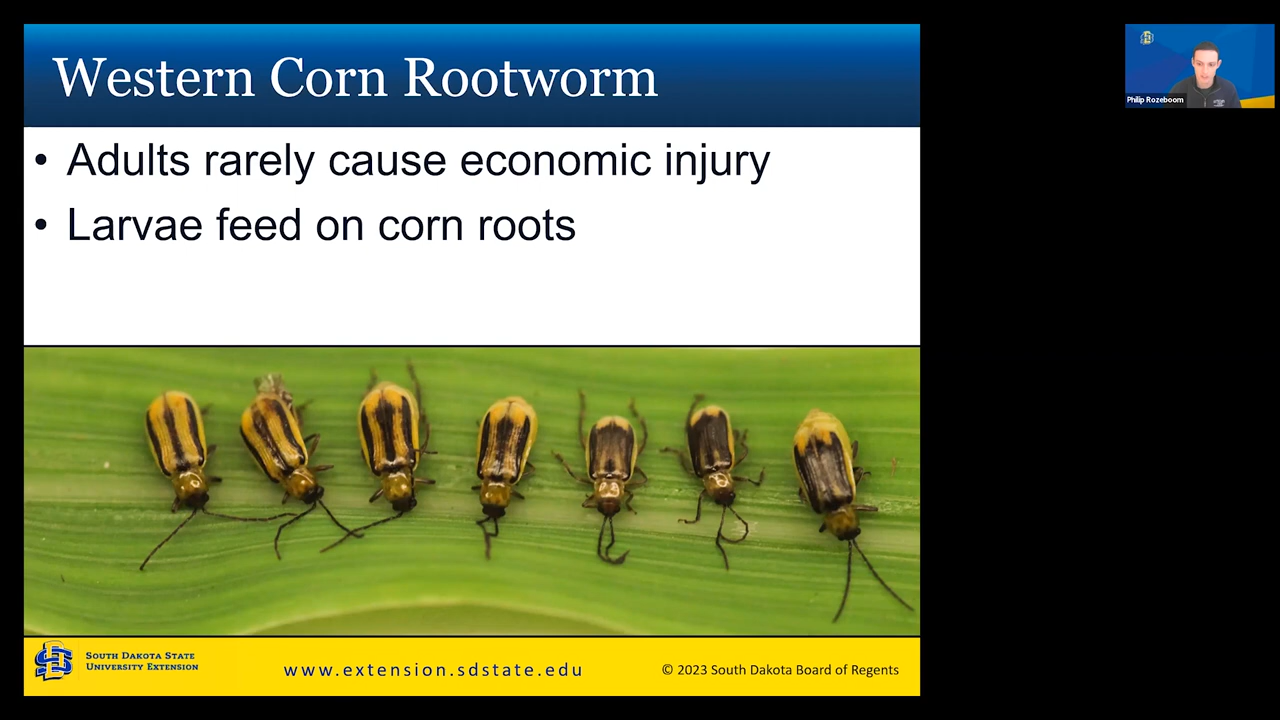 Western Corn Rootworm
• Adults rarely cause economic injury
• Larvae feed on corn roots
Philip Rozeboom
SOUTH DAKOTA STATE
UNIVERSITY EXTENSION
www.extension.sdstate.edu
© 2023 South Dakota Board of Regents